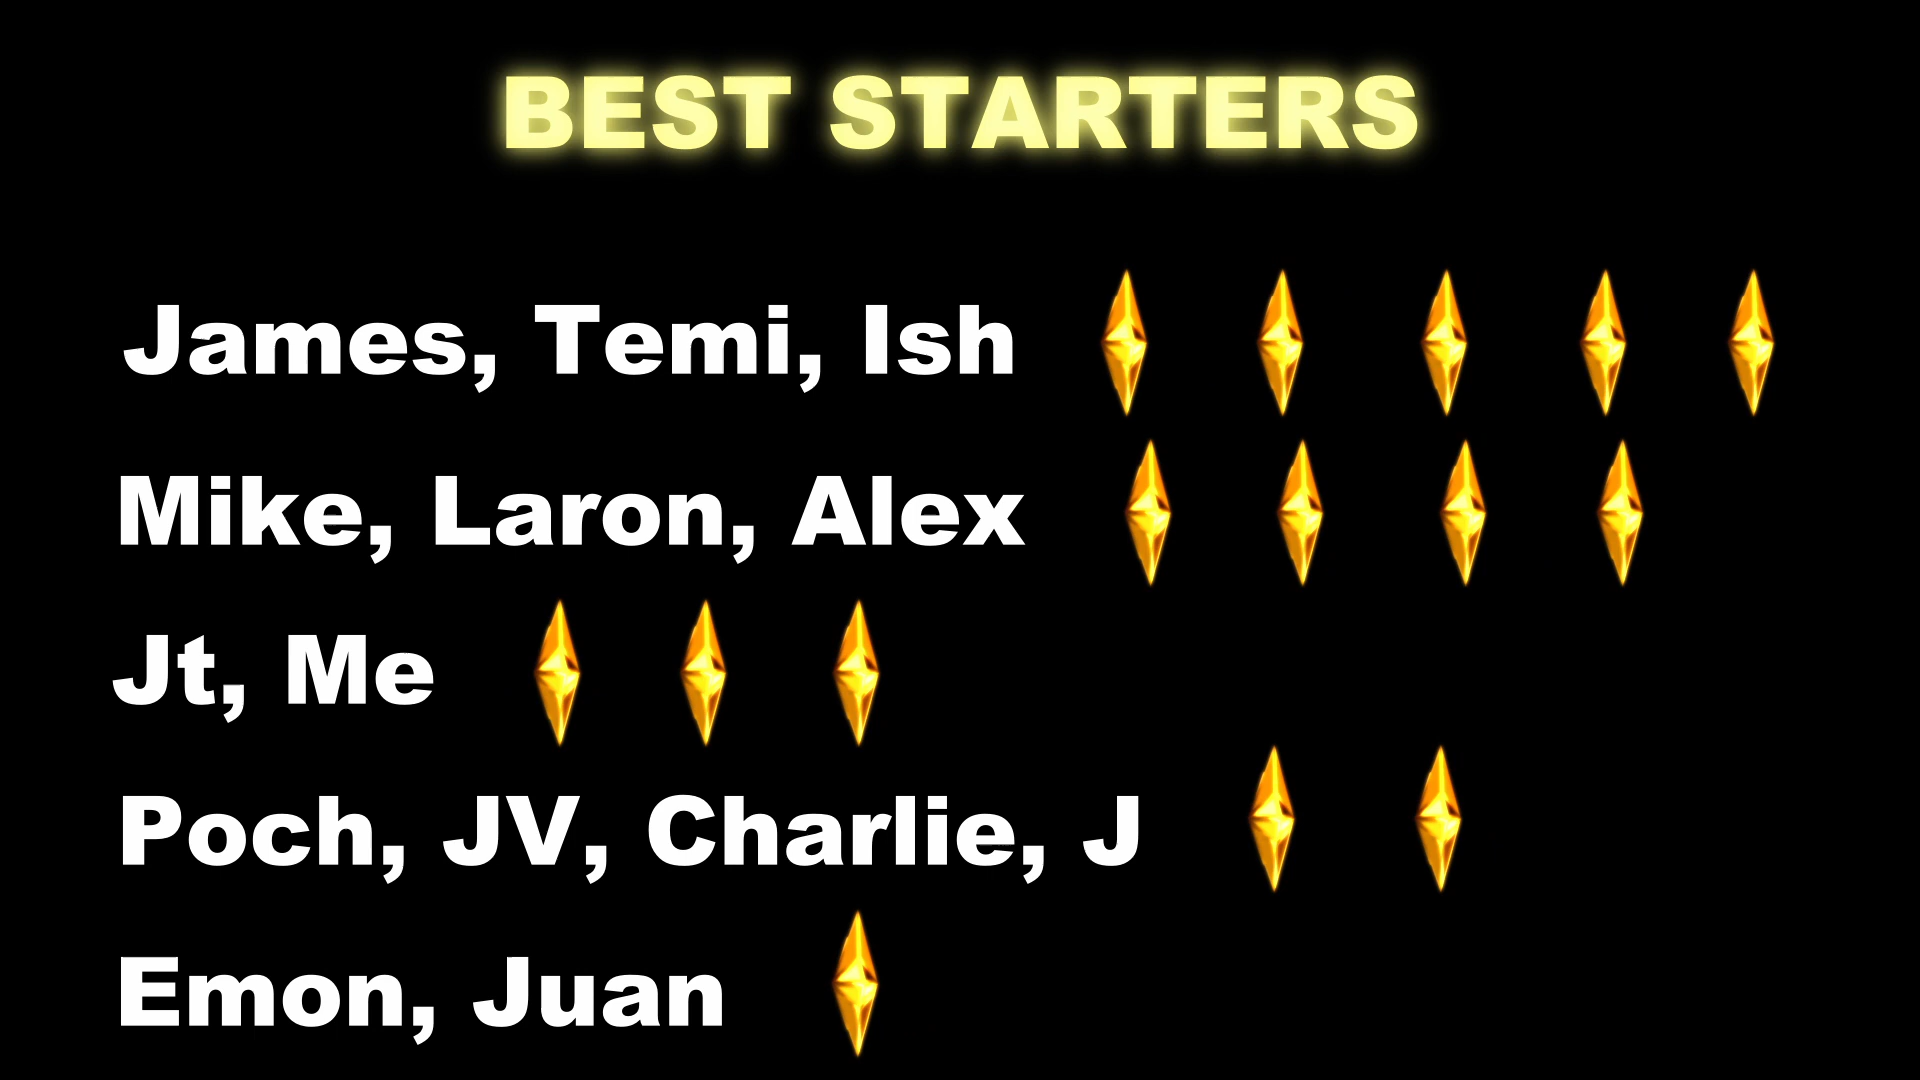 BEST STARTERS
James, Temi, Ish
Mike, Laron, Alex
Jt, Me
Poch, JV, Charlie, J
Emon, Juan